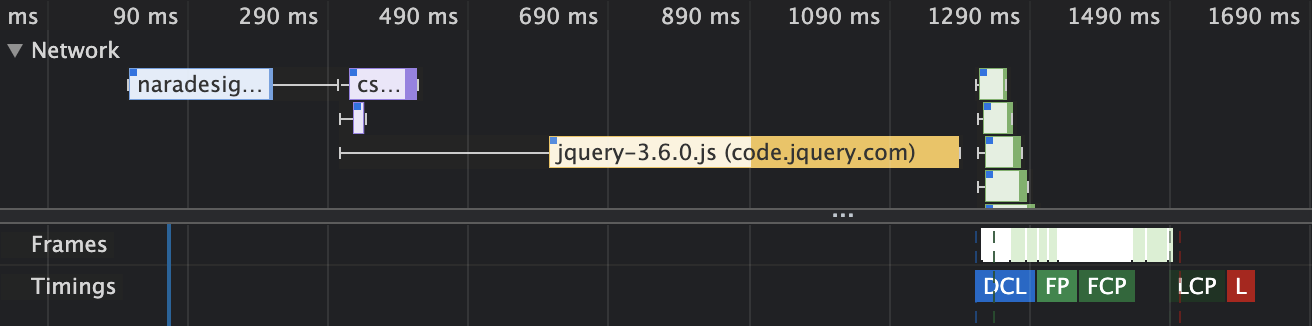 ms 90 ms 290 ms 490 ms 690 ms 890 ms 1090 ms 1290 ms 1490 ms 1690 ms
Network
naradesig... cs...
jquery-3.6.0.js (code.jquery.com)
...
Frames
Timings DCL FP FCP LCP L